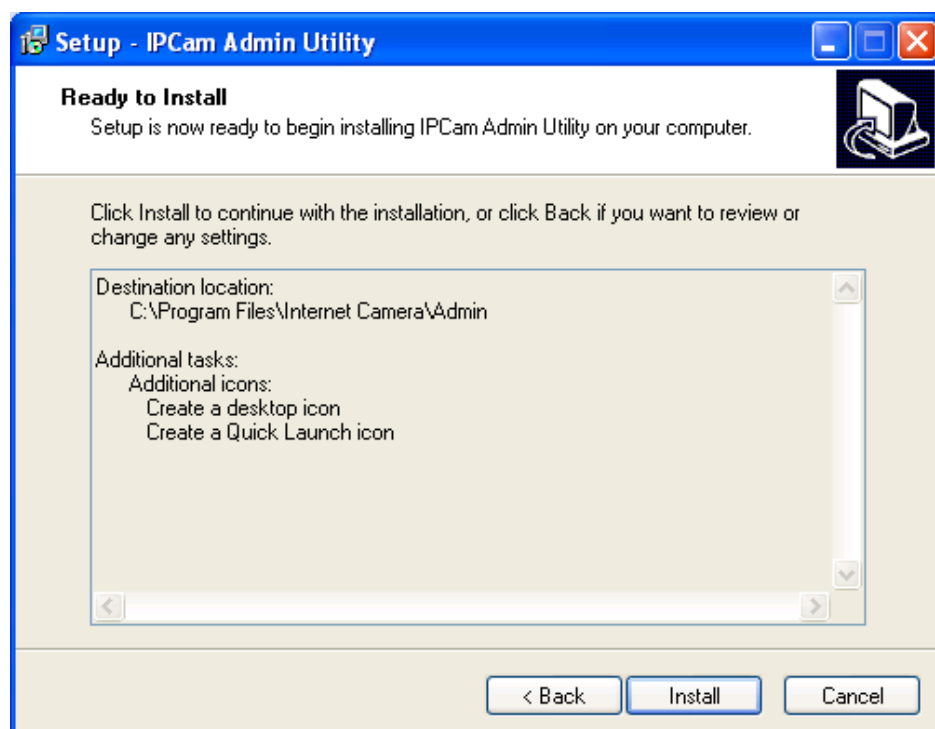 Setup - IPCam Admin Utility
Ready to Install
Setup is now ready to begin installing IPCam Admin Utility on your computer.
Click Install to continue with the installation, or click Back if you want to review or
change any settings.
Destination location:
C:\Program Files\Internet Camera\Admin
Additional tasks:
Additional icons:
Create a desktop icon
Create a Quick Launch icon
< Back
Install
Cancel